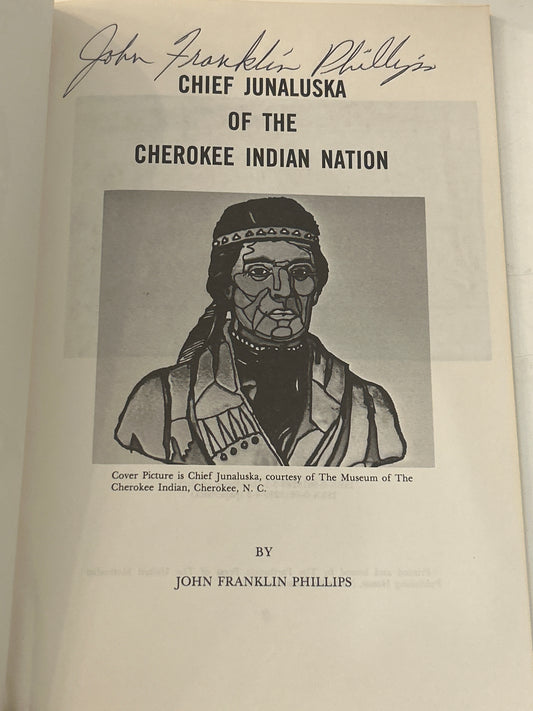 John Franklin Phillips
CHIEF JUNALUSKA
OF THE
CHEROKEE INDIAN NATION
Cover Picture is Chief Junaluska, courtesy of The Museum of The
Cherokee Indian, Cherokee, N. C.
BY
JOHN FRANKLIN PHILLIPS